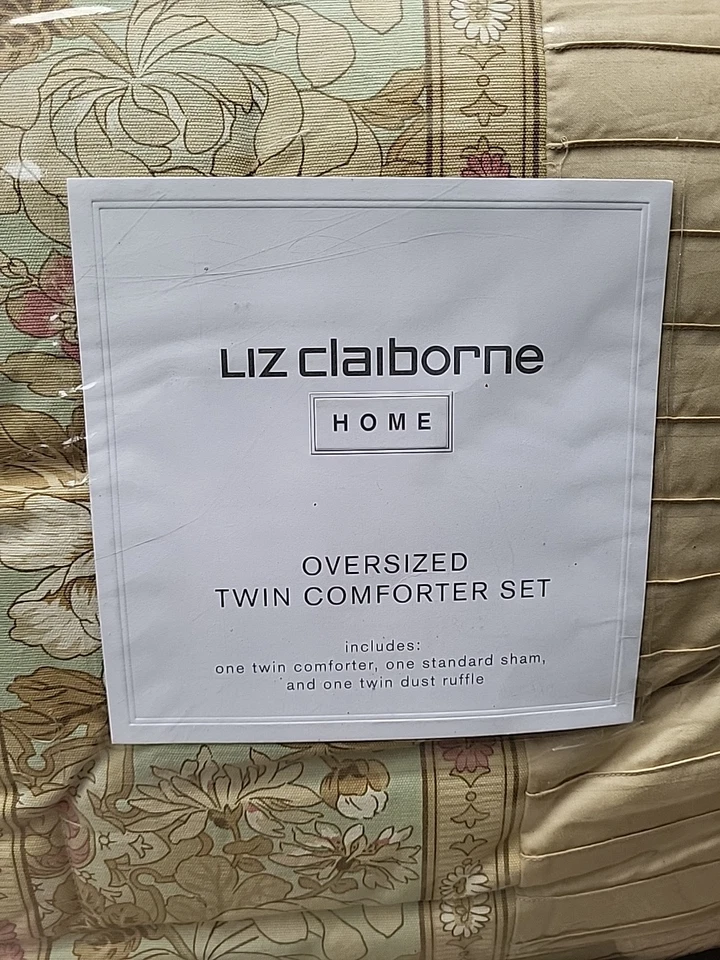 LIZ claiborne
HOME
OVERSIZED
TWIN COMFORTER SET
includes:
one twin comforter, one standard sham,
and one twin dust ruffle